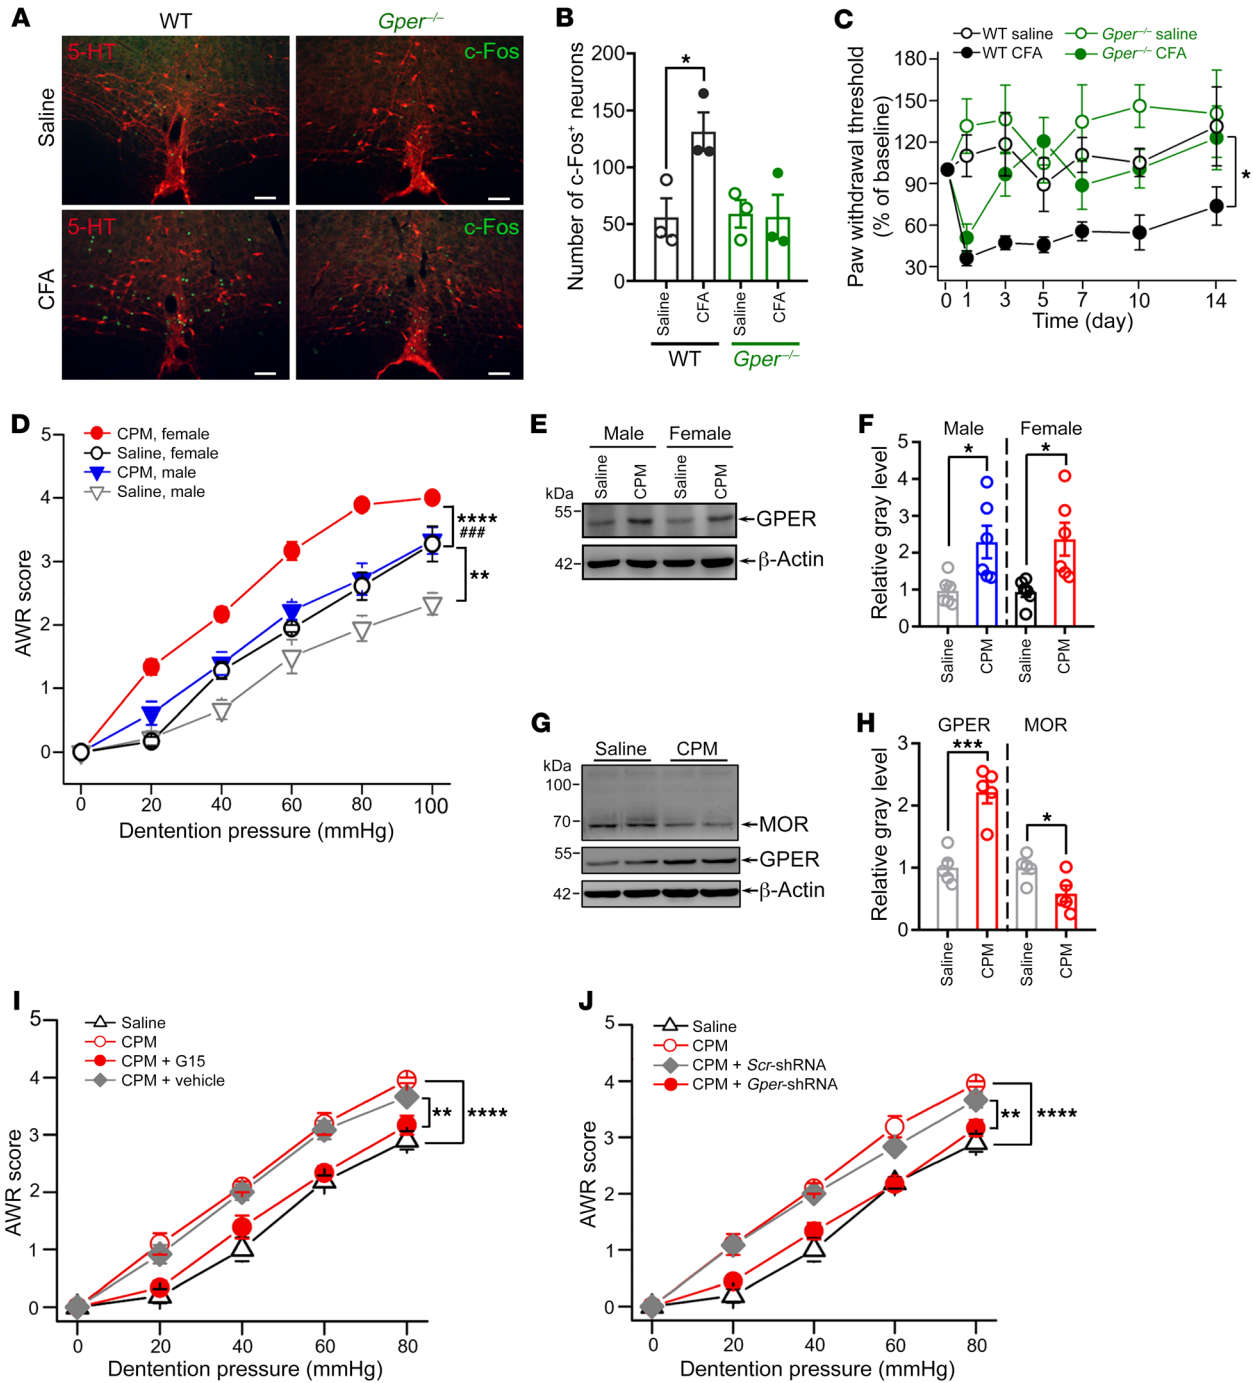 A
WT
Gper–/–
5-HT
c-Fos
Saline
5-HT
c-Fos
CFA
B
Number of c-Fos+ neurons
200
150
100
50
0
*
Saline
CFA
Saline
CFA
WT
Gper–/–
C
WT saline
WT CFA
Gper–/– saline
Gper–/– CFA
Paw withdrawal threshold
(% of baseline)
180
150
120
90
60
30
*
0 1 3 5 7 10 14
Time (day)
D
CPM, female
Saline, female
CPM, male
Saline, male
AWR score
5
4
3
2
1
0
****
###
**
0 20 40 60 80 100
Dentention pressure (mmHg)
E
Male Female
Saline
CPM
Saline
CPM
kDa
55
GPER
42
β-Actin
F
Male Female
Relative gray level
5
4
3
2
1
0
* *
Saline
CPM
Saline
CPM
G
Saline CPM
kDa
100
70
MOR
55
GPER
42
β-Actin
H
GPER MOR
Relative gray level
3
2
1
0
***
*
Saline
CPM
Saline
CPM
I
Saline
CPM
CPM + G15
CPM + vehicle
AWR score
5
4
3
2
1
0
** ****
0 20 40 60 80
Dentention pressure (mmHg)
J
Saline
CPM
CPM + Scr-shRNA
CPM + Gper-shRNA
AWR score
5
4
3
2
1
0
** ****
0 20 40 60 80
Dentention pressure (mmHg)